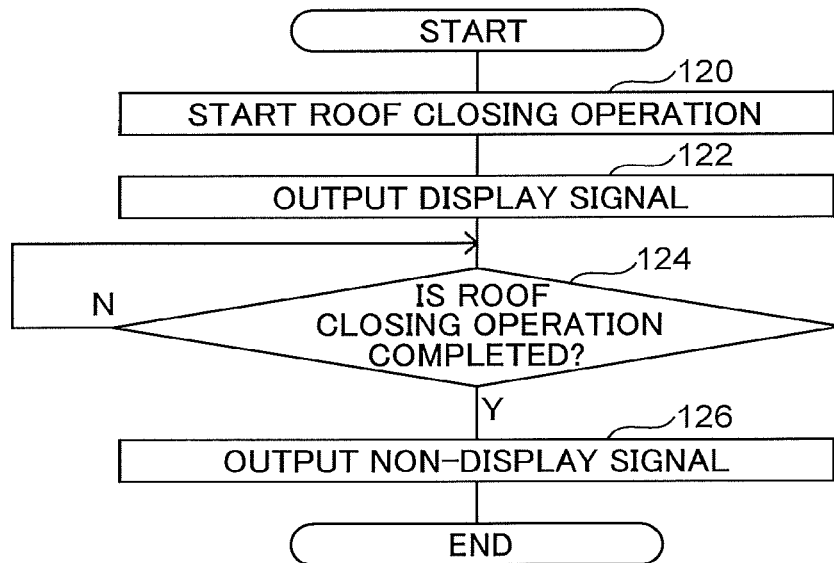 START
120
START ROOF CLOSING OPERATION
122
OUTPUT DISPLAY SIGNAL
124
N
IS ROOF
CLOSING OPERATION
COMPLETED?
Y
126
OUTPUT NON-DISPLAY SIGNAL
END